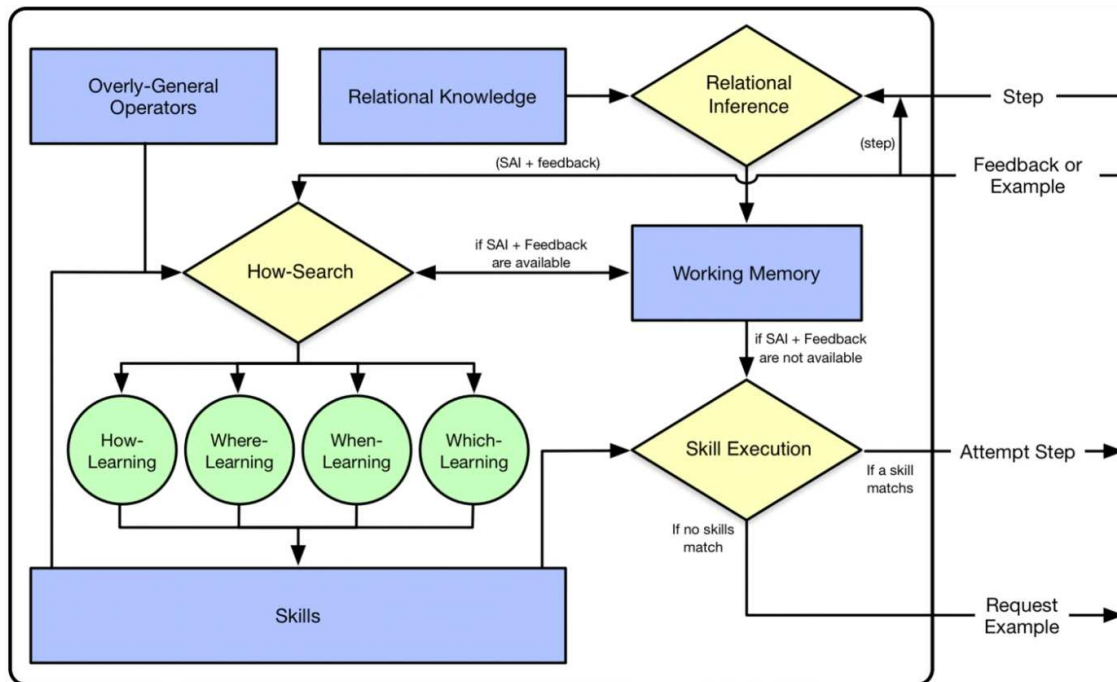 Overly-General
Operators
Relational Knowledge
Relational
Inference
Step
(step)
(SAI + feedback)
Feedback or
Example
How-Search
if SAI + Feedback
are available
Working Memory
if SAI + Feedback
are not available
How-
Learning
Where-
Learning
When-
Learning
Which-
Learning
Skill Execution
Attempt Step
If a skill
matchs
If no skills
match
Skills
Request
Example